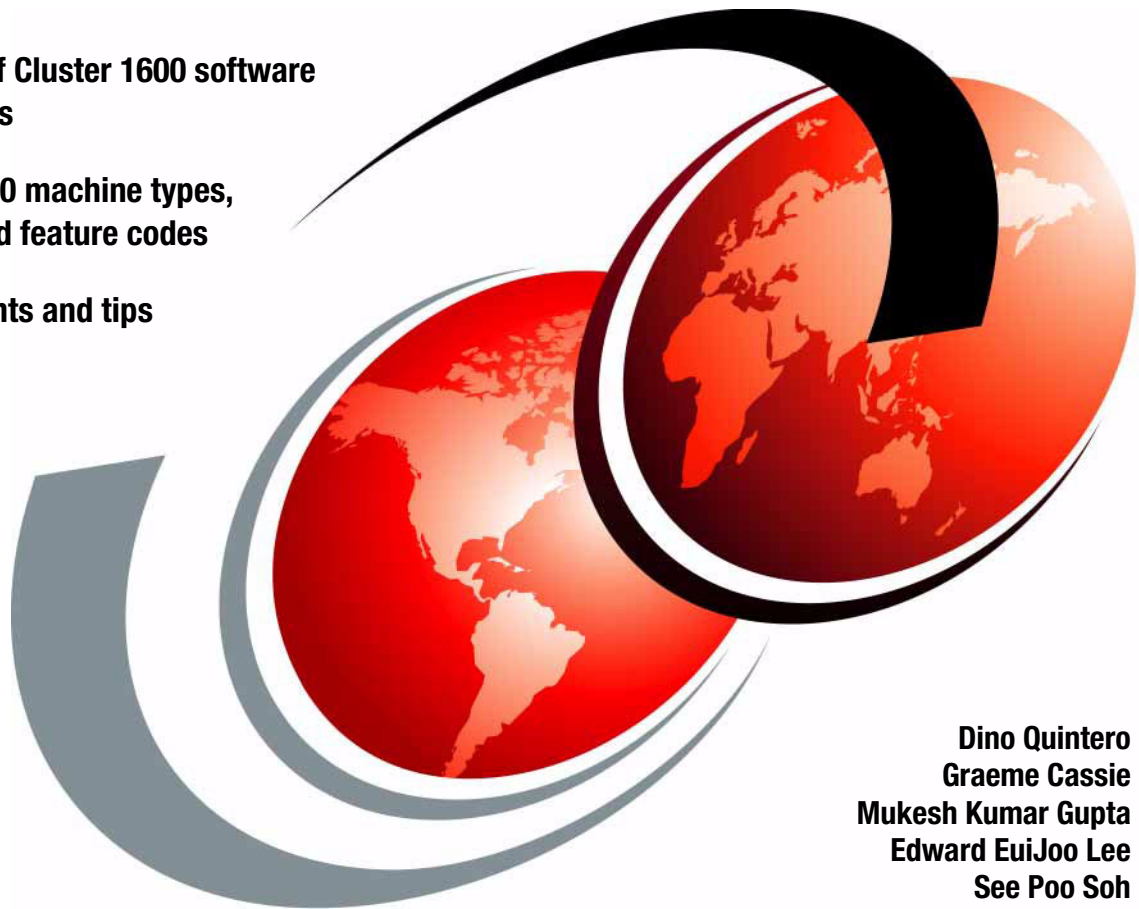 f Cluster 1600 software
s
0 machine types,
d feature codes
nts and tips
Dino Quintero
Graeme Cassie
Mukesh Kumar Gupta
Edward EuiJoo Lee
See Poo Soh